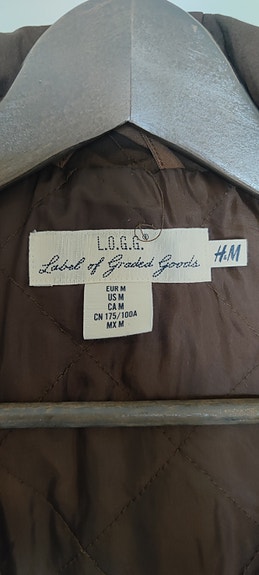 L.O.G.G.
Label of Graded Goods
H&M
EUR M
US M
CA M
CN 175/100A
MX M